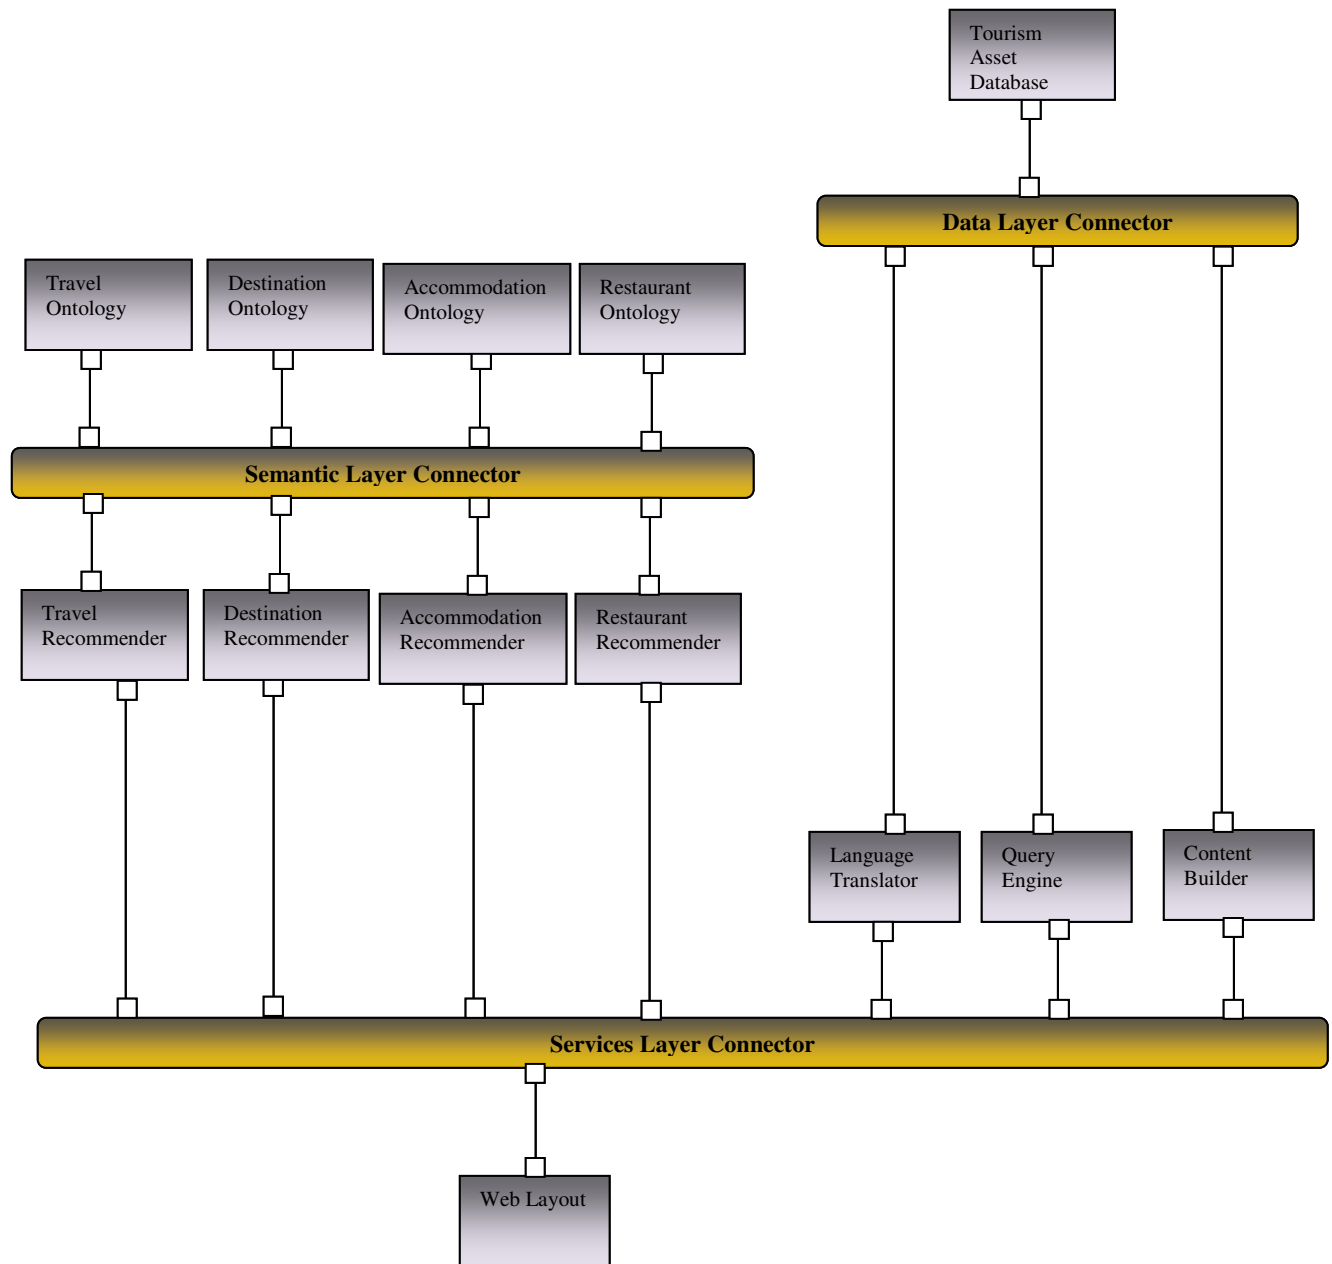 Tourism
Asset
Database
Data Layer Connector
Travel
Ontology
Destination
Ontology
Accommodation
Ontology
Restaurant
Ontology
Semantic Layer Connector
Travel
Recommender
Destination
Recommender
Accommodation
Recommender
Restaurant
Recommender
Language
Translator
Query
Engine
Content
Builder
Services Layer Connector
Web Layout